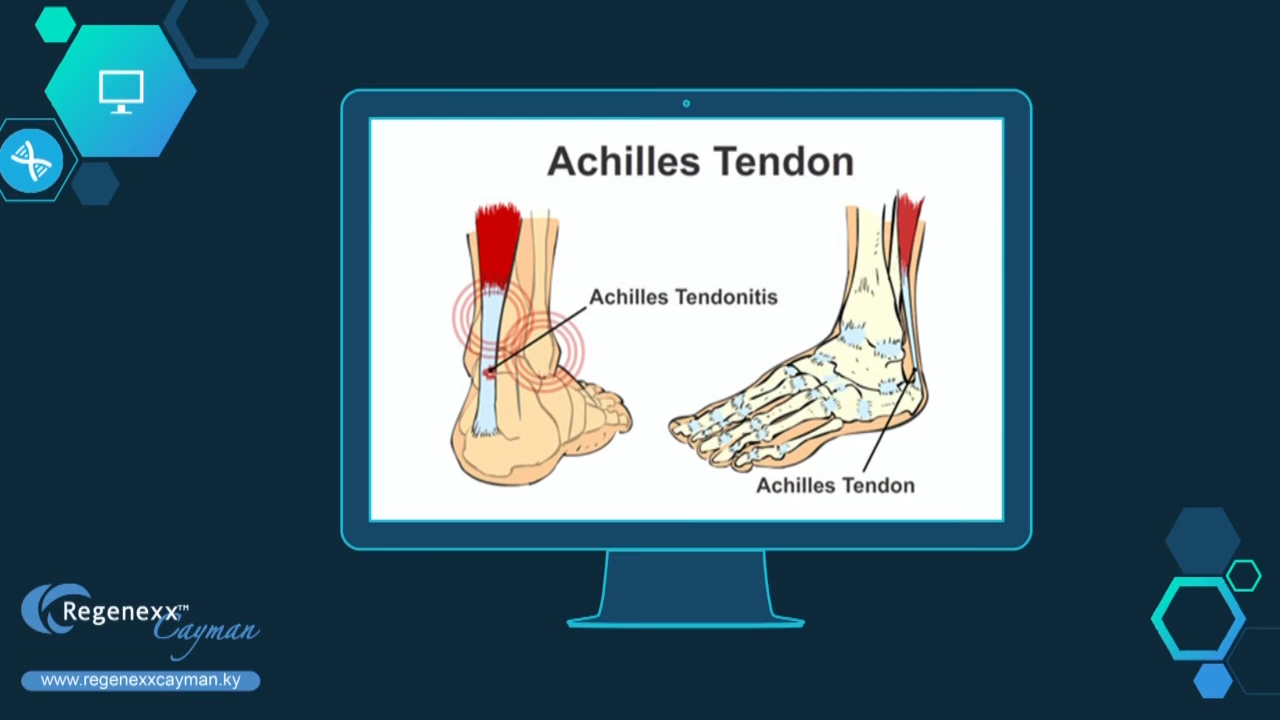 Achilles Tendon
Achilles Tendonitis
Achilles Tendon
Regenexx™
Cayman
www.regenexxcayman.ky